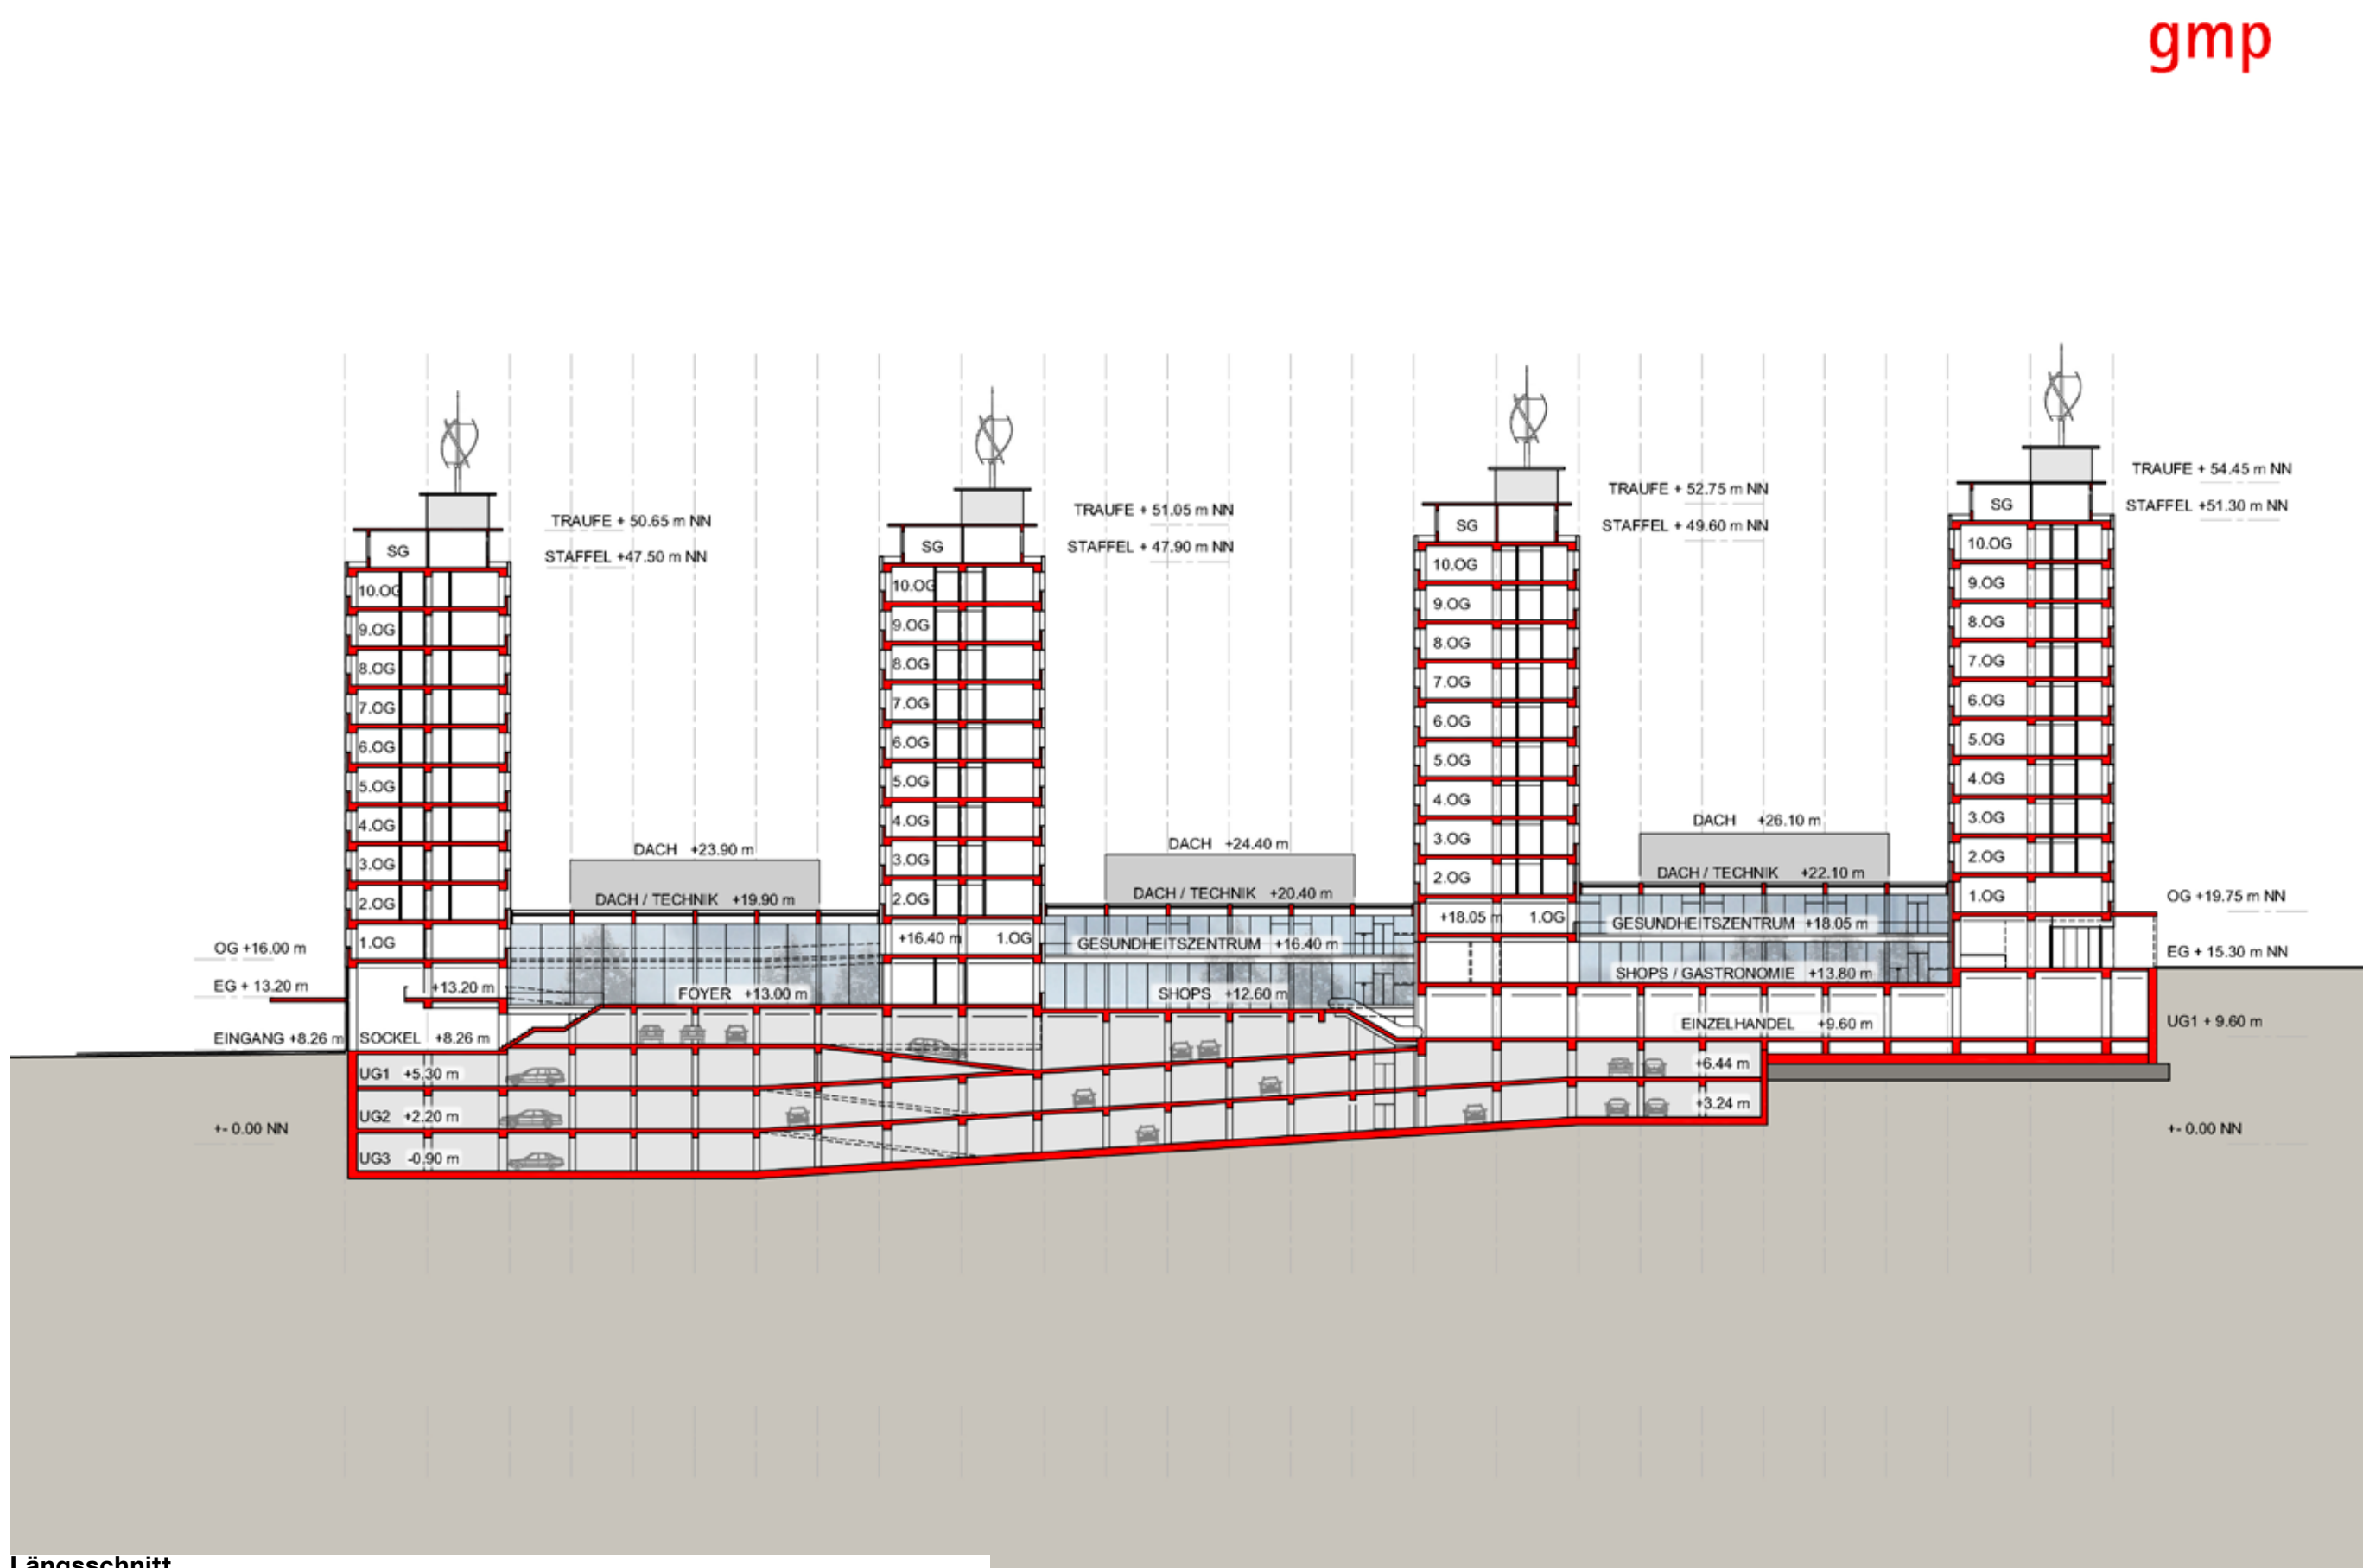 gmp
TRAUFE + 50.65 m NN
STAFFEL +47.50 m NN
TRAUFE + 51.05 m NN
STAFFEL + 47.90 m NN
TRAUFE + 52.75 m NN
STAFFEL + 49.60 m NN
TRAUFE + 54.45 m NN
STAFFEL +51.30 m NN
SG
10.OG
9.OG
8.OG
7.OG
6.OG
5.OG
4.OG
3.OG
2.OG
1.OG
+13.20 m
SOCKEL +8.26 m
UG1 +5.30 m
UG2 +2.20 m
UG3 -0.90 m
OG +16.00 m
EG + 13.20 m
EINGANG +8.26 m
+- 0.00 NN
DACH +23.90 m
DACH / TECHNIK +19.90 m
FOYER +13.00 m
SG
10.OG
9.OG
8.OG
7.OG
6.OG
5.OG
4.OG
3.OG
2.OG
+16.40 m 1.OG
DACH +24.40 m
DACH / TECHNIK +20.40 m
GESUNDHEITSZENTRUM +16.40 m
SHOPS +12.60 m
SG
10.OG
9.OG
8.OG
7.OG
6.OG
5.OG
4.OG
3.OG
2.OG
+18.05 m 1.OG
DACH +26.10 m
DACH / TECHNIK +22.10 m
GESUNDHEITSZENTRUM +18.05 m
SHOPS / GASTRONOMIE +13.80 m
EINZELHANDEL +9.60 m
+6.44 m
+3.24 m
SG
10.OG
9.OG
8.OG
7.OG
6.OG
5.OG
4.OG
3.OG
2.OG
1.OG
OG +19.75 m NN
EG + 15.30 m NN
UG1 + 9.60 m
+- 0.00 NN
Längsschnitt